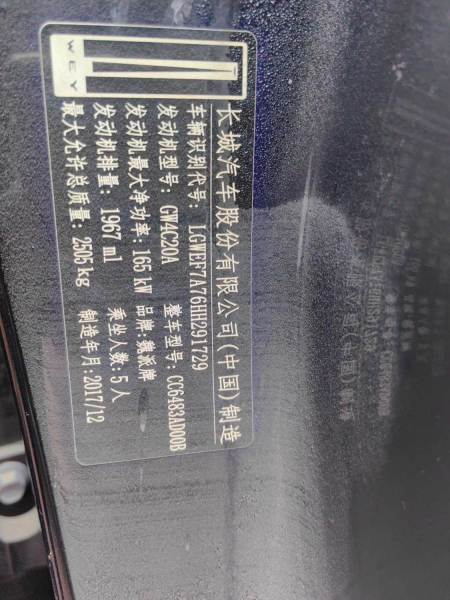 WEY
长城汽车股份有限公司(中国)制造
车辆识别代号: LGWEF7A76HH291729
发动机型号: GW4C20A 整车型号: CC6483AD00B
发动机最大净功率: 165 kW 品牌: 魏派牌
发动机排量: 1967 ml 乘坐人数: 5 人
最大允许总质量: 2505 kg 制造年月: 2017/12